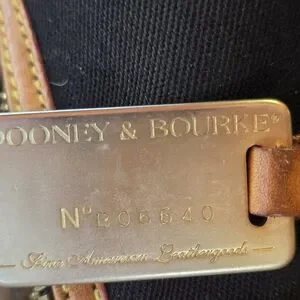 DOONEY & BOURKE®
Nº B06640
Fine American Leathergoods